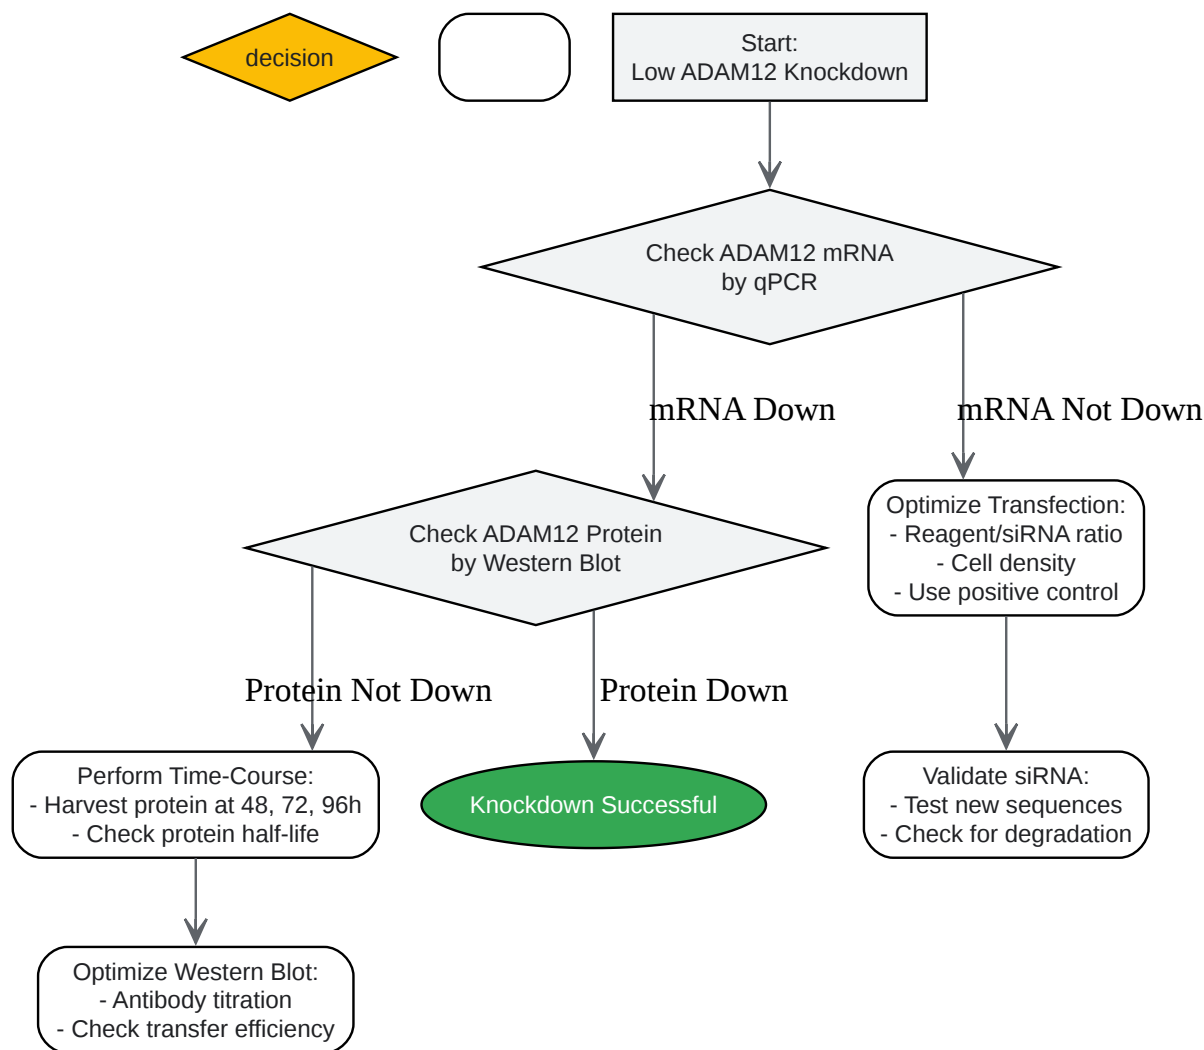 decision
Start:
Low ADAM12 Knockdown
Check ADAM12 mRNA
by qPCR
mRNA Down
mRNA Not Down
Check ADAM12 Protein
by Western Blot
Optimize Transfection:
- Reagent/siRNA ratio
- Cell density
- Use positive control
Protein Not Down
Protein Down
Perform Time-Course:
- Harvest protein at 48, 72, 96h
- Check protein half-life
Knockdown Successful
Validate siRNA:
- Test new sequences
- Check for degradation
Optimize Western Blot:
- Antibody titration
- Check transfer efficiency